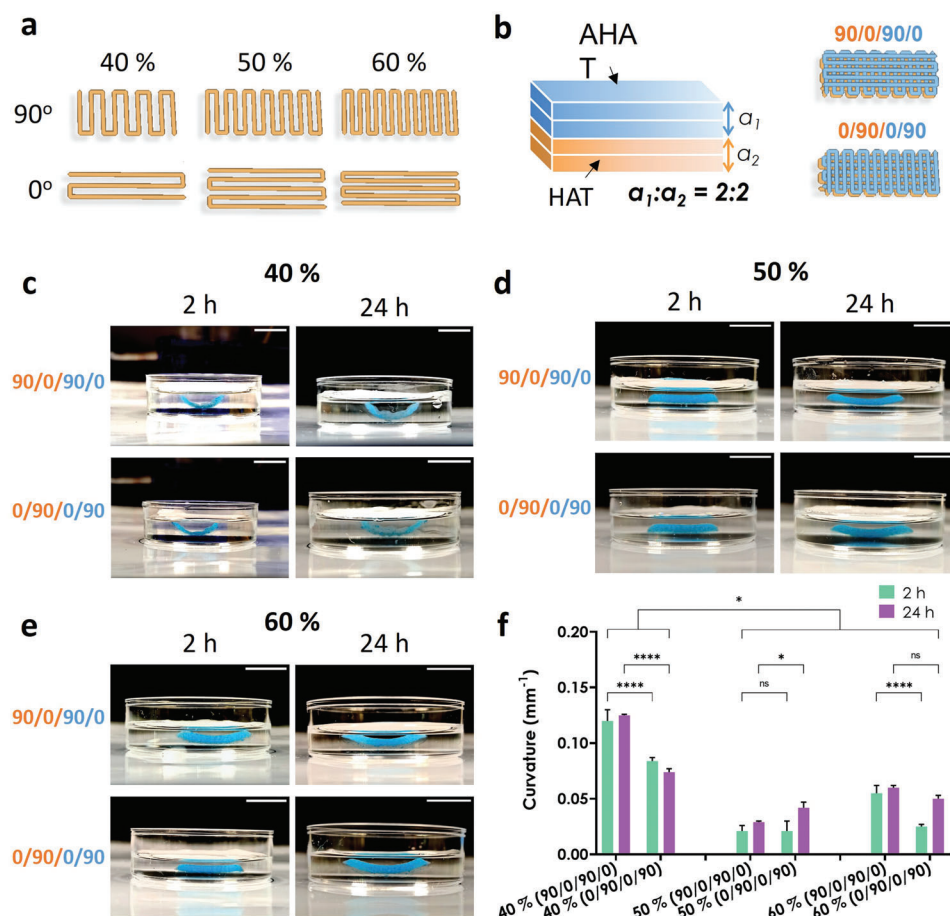 a
40 %
50 %
60 %
90º
0º
b
AHA
T
a1
a2
HAT
a1:a2 = 2:2
90/0/90/0
0/90/0/90
c
40 %
2 h
24 h
90/0/90/0
0/90/0/90
d
50 %
2 h
24 h
90/0/90/0
0/90/0/90
e
60 %
2 h
24 h
90/0/90/0
0/90/0/90
f
2 h
24 h
Curvature (mm⁻¹)
0.20
0.15
0.10
0.05
0.00
*
****
****
*
ns
ns
****
40 % (90/0/90/0)
40 % (0/90/0/90)
50 % (90/0/90/0)
50 % (0/90/0/90)
60 % (90/0/90/0)
60 % (0/90/0/90)